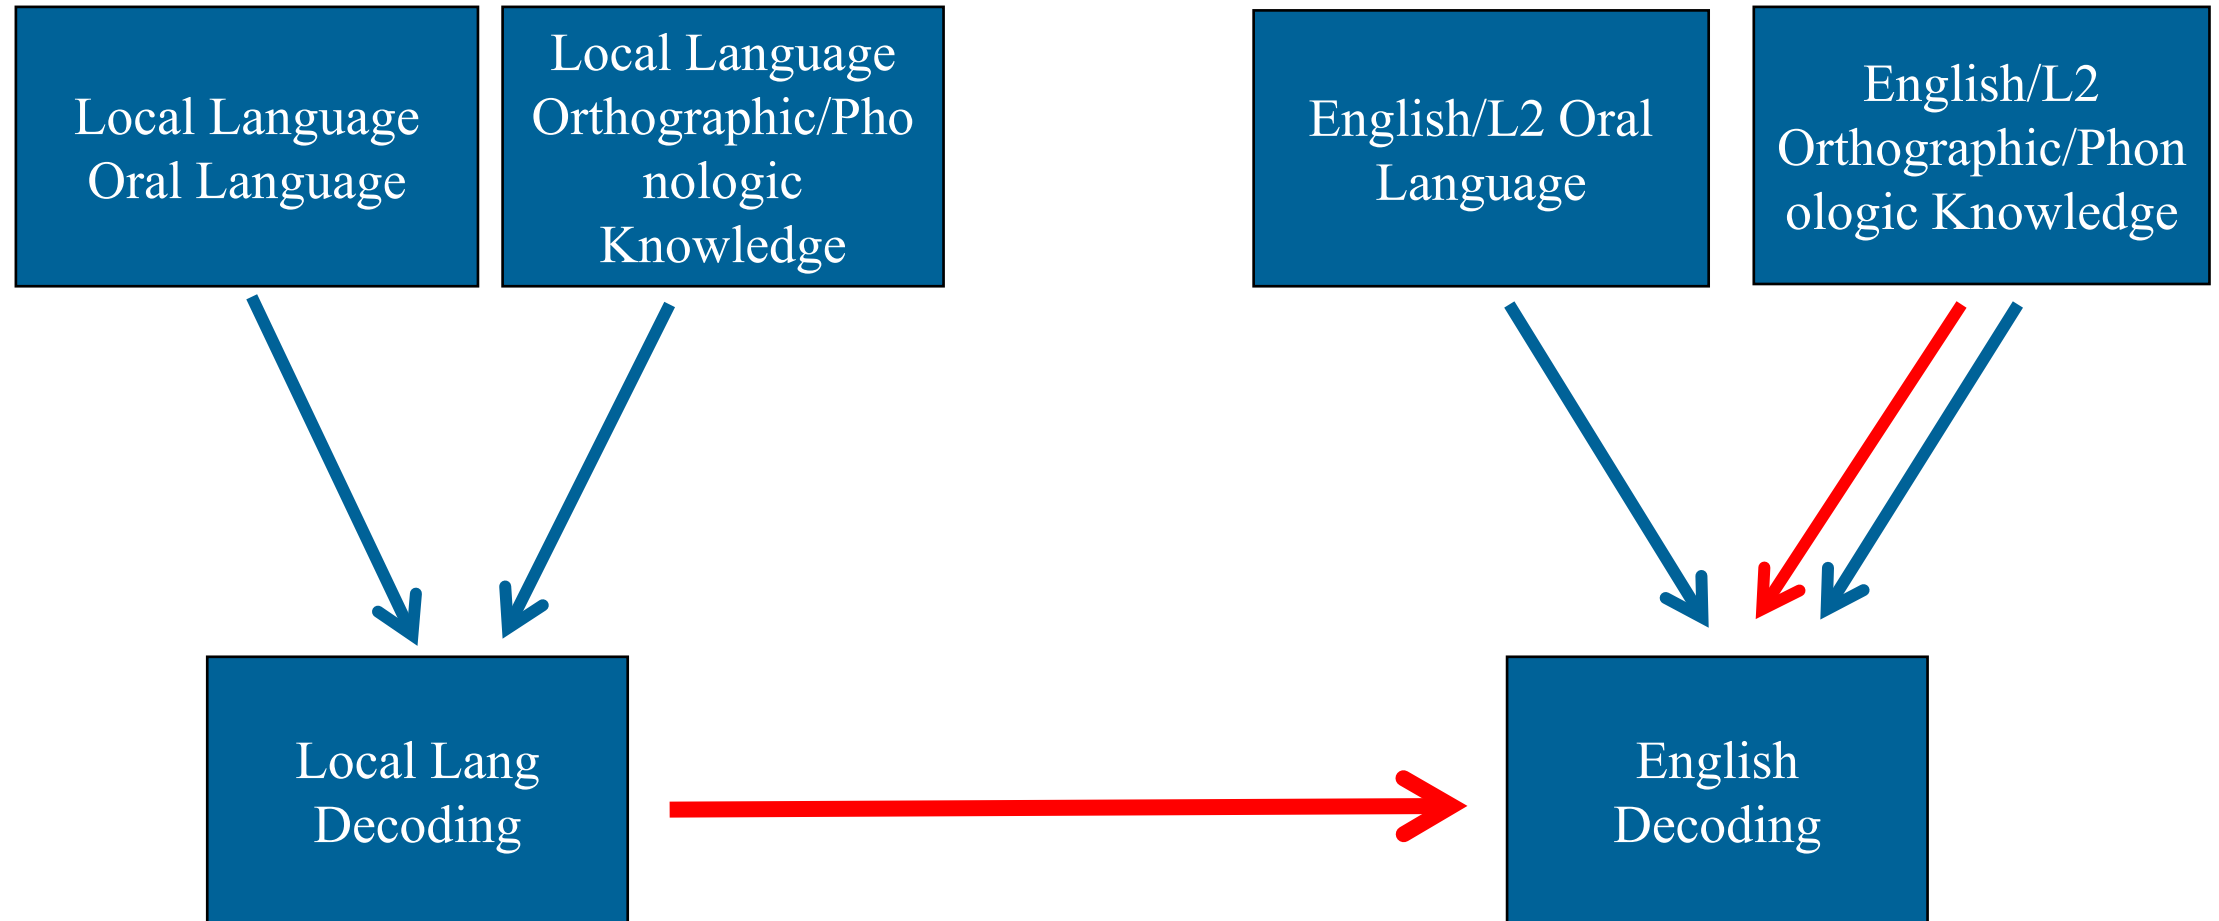 Local Language
Oral Language
Local Language
Orthographic/Pho
nologic
Knowledge
English/L2 Oral
Language
English/L2
Orthographic/Phon
ologic Knowledge
Local Lang
Decoding
English
Decoding